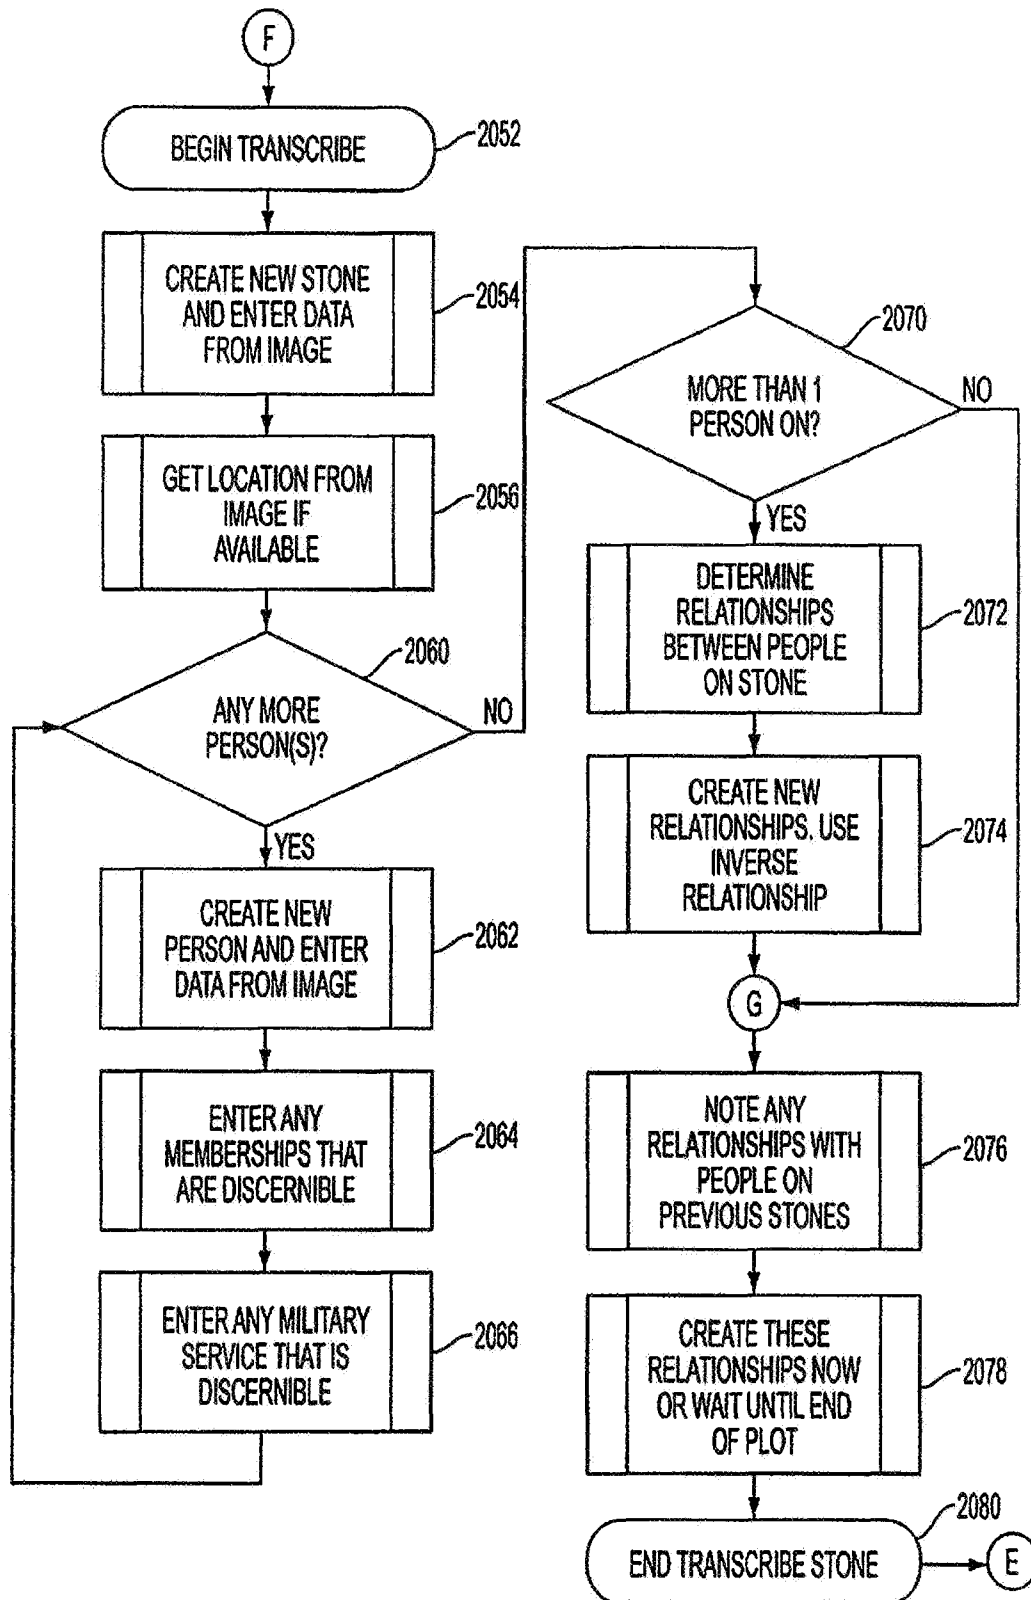 F
BEGIN TRANSCRIBE
2052
CREATE NEW STONE
AND ENTER DATA
FROM IMAGE
2054
GET LOCATION FROM
IMAGE IF
AVAILABLE
2056
ANY MORE
PERSON(S)?
2060
NO
YES
CREATE NEW
PERSON AND ENTER
DATA FROM IMAGE
2062
ENTER ANY
MEMBERSHIPS THAT
ARE DISCERNIBLE
2064
ENTER ANY MILITARY
SERVICE THAT IS
DISCERNIBLE
2066
MORE THAN 1
PERSON ON?
2070
NO
YES
DETERMINE
RELATIONSHIPS
BETWEEN PEOPLE
ON STONE
2072
CREATE NEW
RELATIONSHIPS. USE
INVERSE
RELATIONSHIP
2074
G
NOTE ANY
RELATIONSHIPS WITH
PEOPLE ON
PREVIOUS STONES
2076
CREATE THESE
RELATIONSHIPS NOW
OR WAIT UNTIL END
OF PLOT
2078
END TRANSCRIBE STONE
2080
E